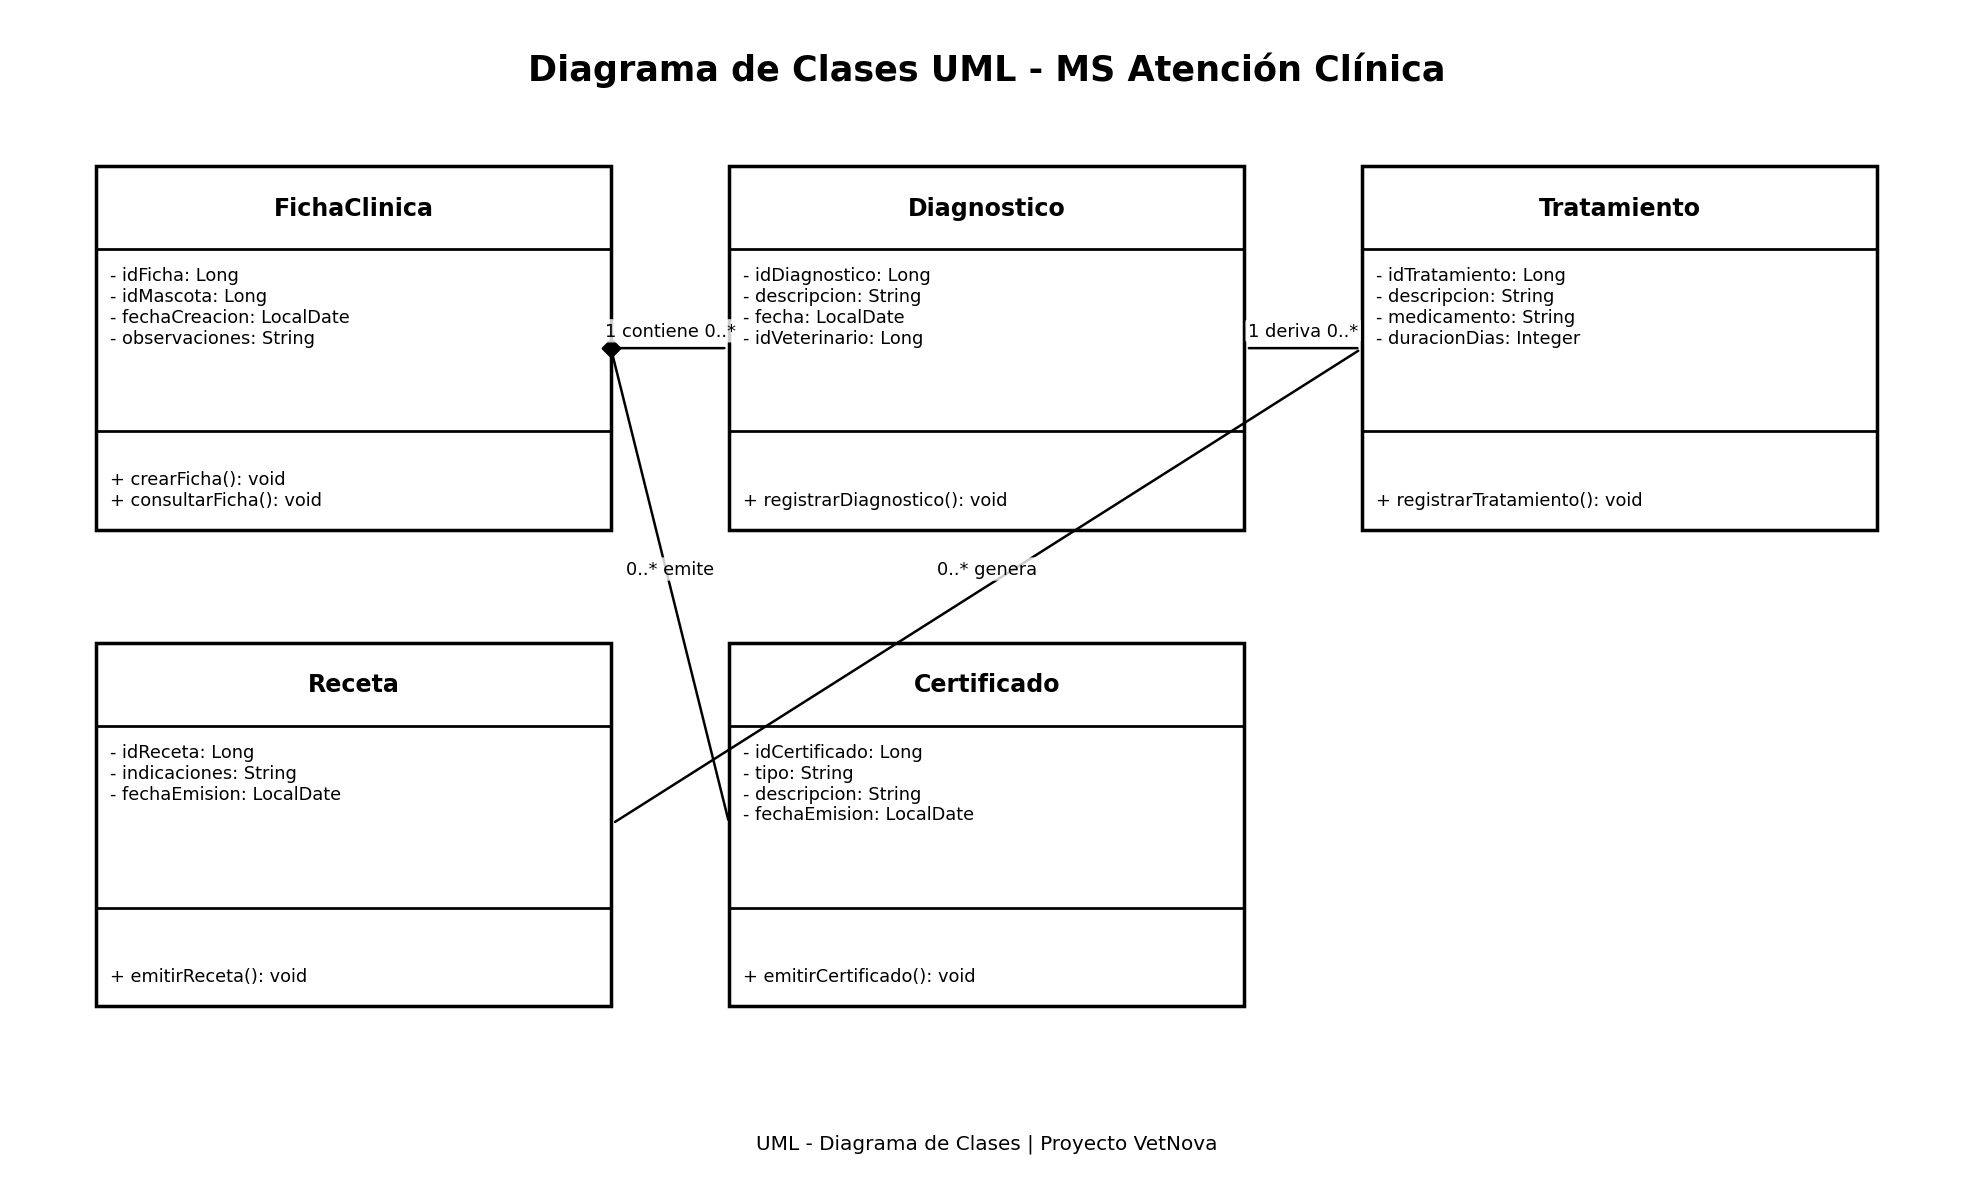 Diagrama de Clases UML - MS Atención Clínica
FichaClinica
- idFicha: Long
- idMascota: Long
- fechaCreacion: LocalDate
- observaciones: String
+ crearFicha(): void
+ consultarFicha(): void
1 contiene 0..*
Diagnostico
- idDiagnostico: Long
- descripcion: String
- fecha: LocalDate
- idVeterinario: Long
+ registrarDiagnostico(): void
1 deriva 0..*
Tratamiento
- idTratamiento: Long
- descripcion: String
- medicamento: String
- duracionDias: Integer
+ registrarTratamiento(): void
0..* emite
0..* genera
Receta
- idReceta: Long
- indicaciones: String
- fechaEmision: LocalDate
+ emitirReceta(): void
Certificado
- idCertificado: Long
- tipo: String
- descripcion: String
- fechaEmision: LocalDate
+ emitirCertificado(): void
UML - Diagrama de Clases | Proyecto VetNova